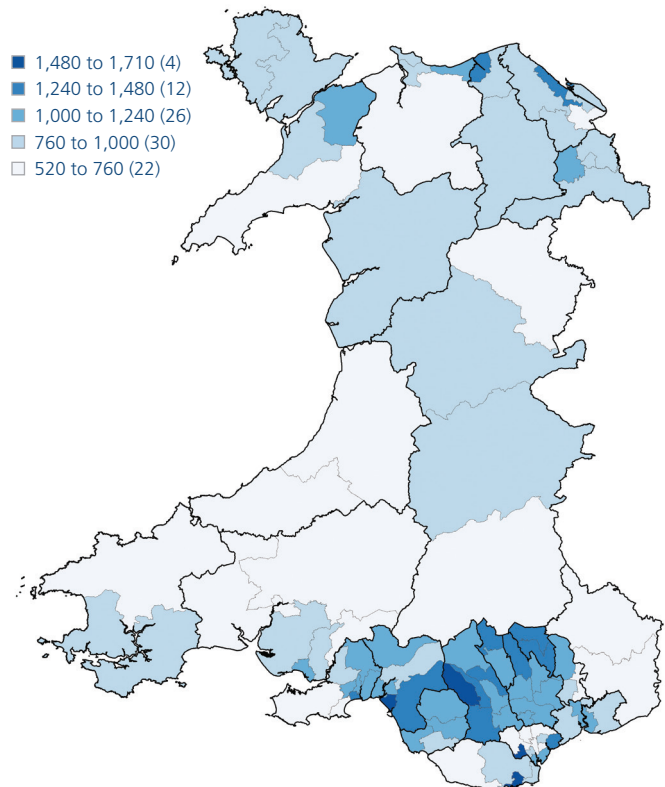 1,480 to 1,710 (4)
1,240 to 1,480 (12)
1,000 to 1,240 (26)
760 to 1,000 (30)
520 to 760 (22)